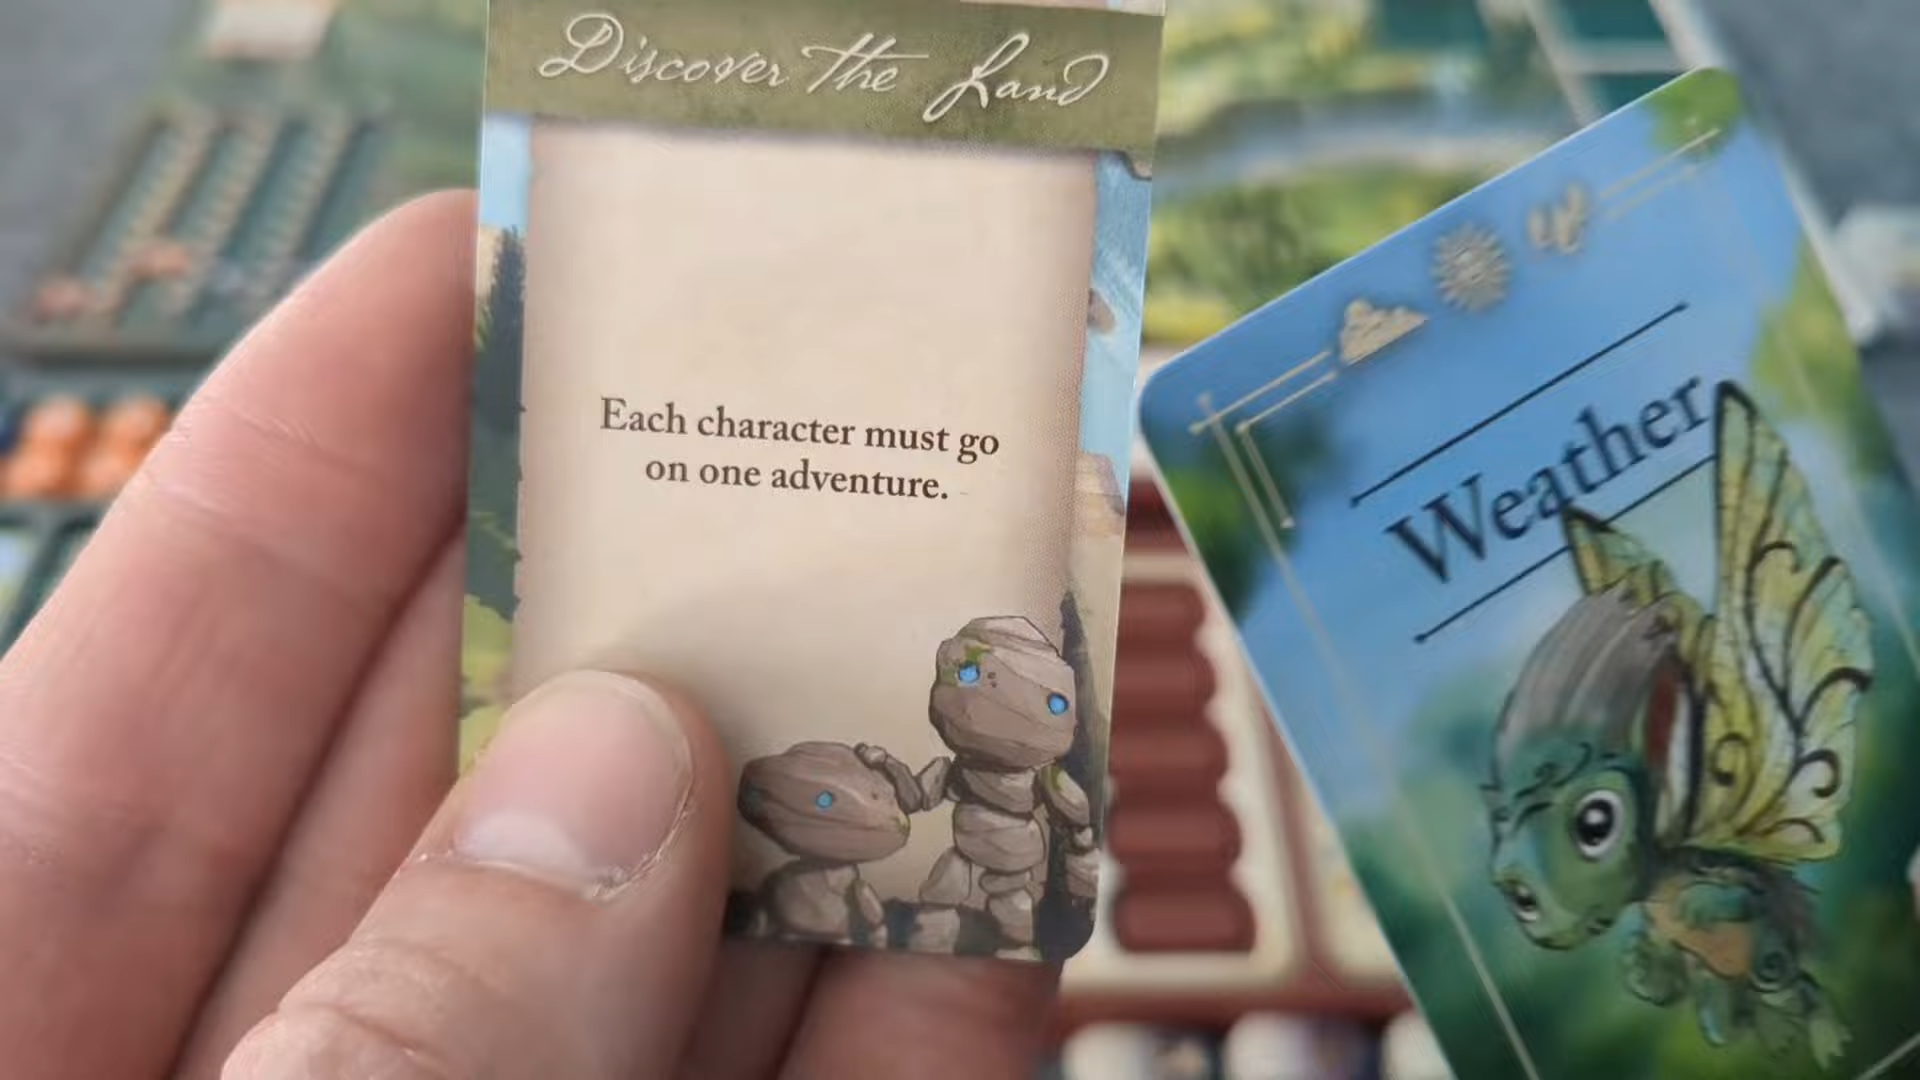 Discover the Land
Each character must go
on one adventure.
Weather